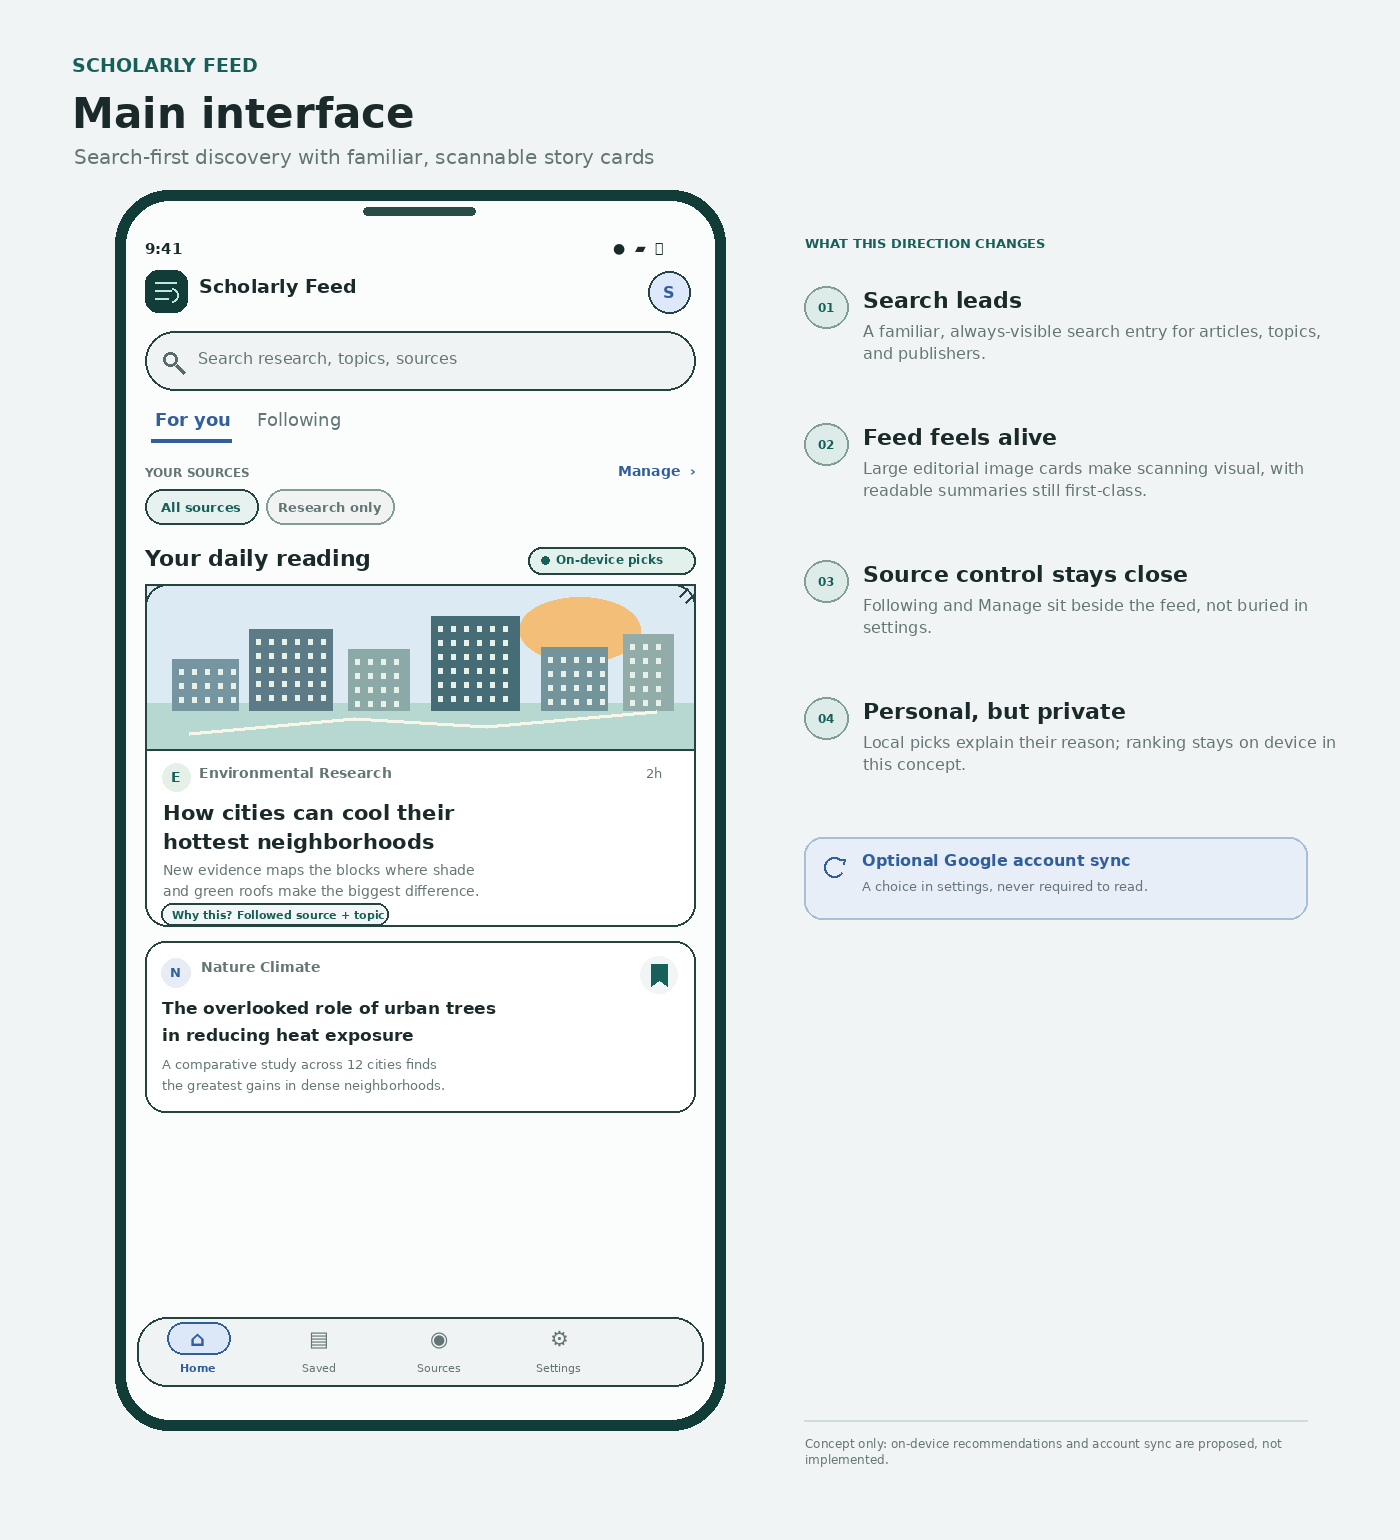 SCHOLARLY FEED
Main interface
Search-first discovery with familiar, scannable story cards
9:41
Scholarly Feed
S
Search research, topics, sources
For you
Following
YOUR SOURCES
Manage ›
All sources
Research only
Your daily reading
On-device picks
E
Environmental Research
2h
How cities can cool their
hottest neighborhoods
New evidence maps the blocks where shade
and green roofs make the biggest difference.
Why this? Followed source + topic
N
Nature Climate
The overlooked role of urban trees
in reducing heat exposure
A comparative study across 12 cities finds
the greatest gains in dense neighborhoods.
Home
Saved
Sources
Settings
WHAT THIS DIRECTION CHANGES
01
Search leads
A familiar, always-visible search entry for articles, topics,
and publishers.
02
Feed feels alive
Large editorial image cards make scanning visual, with
readable summaries still first-class.
03
Source control stays close
Following and Manage sit beside the feed, not buried in
settings.
04
Personal, but private
Local picks explain their reason; ranking stays on device in
this concept.
Optional Google account sync
A choice in settings, never required to read.
Concept only: on-device recommendations and account sync are proposed, not
implemented.